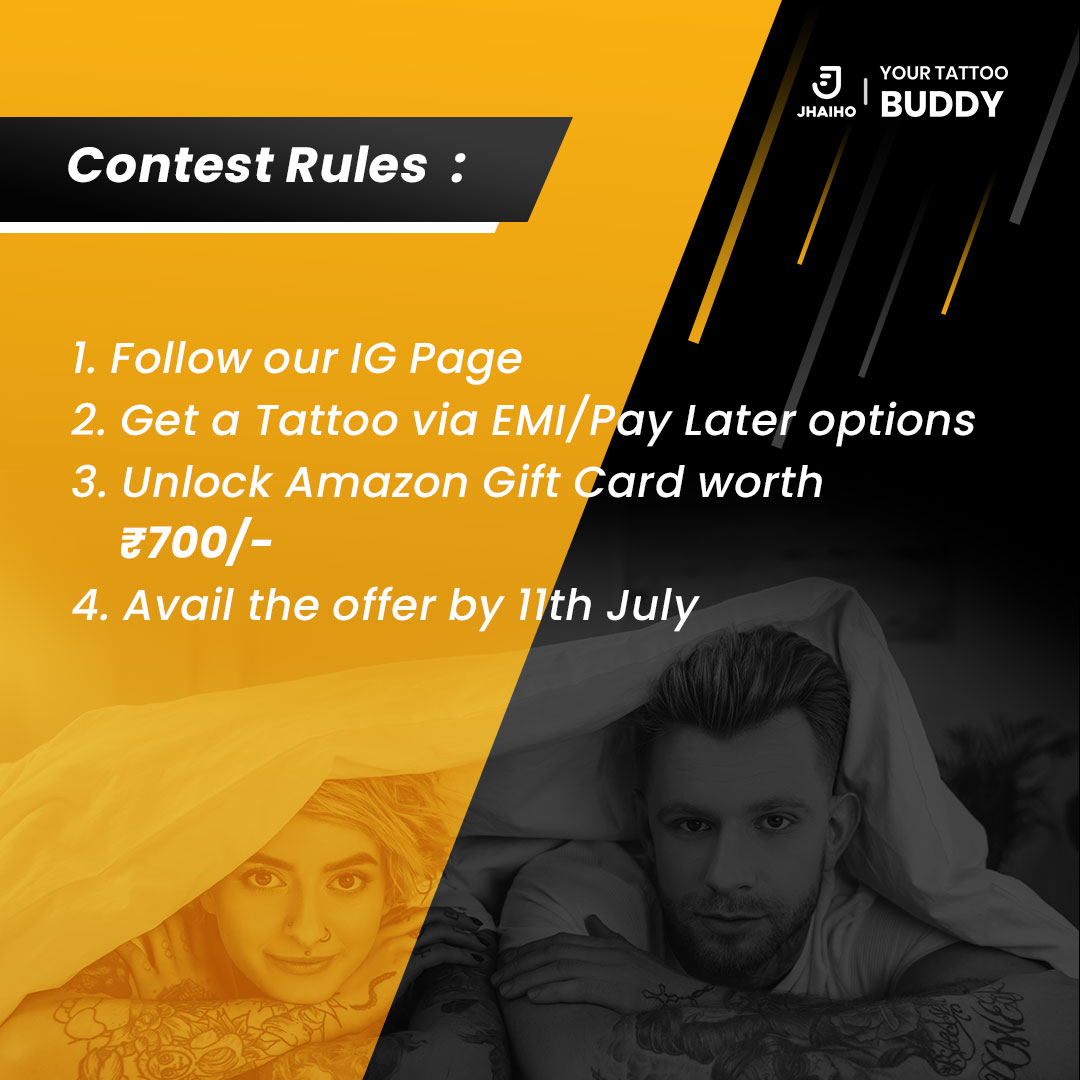 JHAIHO | YOUR TATTOO
BUDDY
Contest Rules :
1. Follow our IG Page
2. Get a Tattoo via EMI/Pay Later options
3. Unlock Amazon Gift Card worth
₹700/-
4. Avail the offer by 11th July